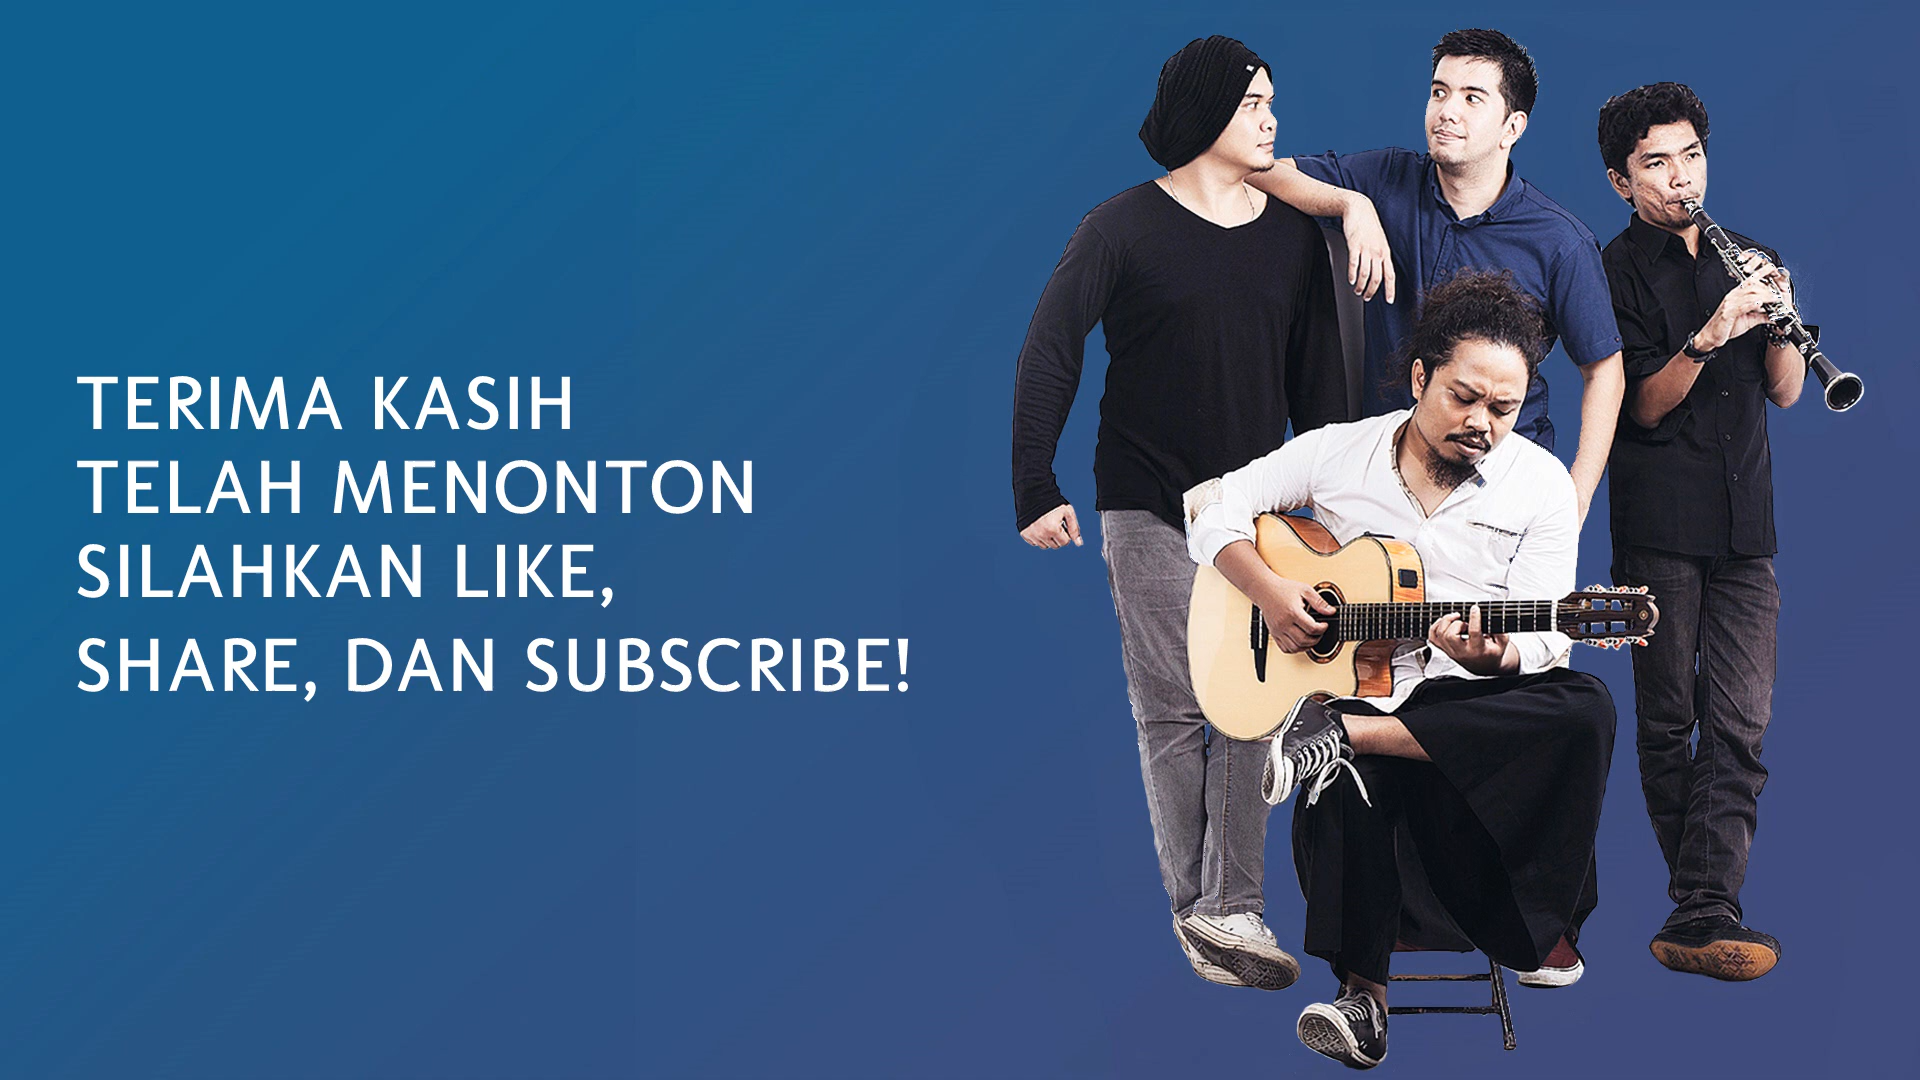 TERIMA KASIH
TELAH MENONTON
SILAHKAN LIKE,
SHARE, DAN SUBSCRIBE!